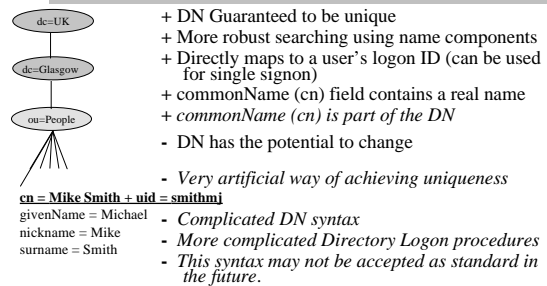 dc=UK
dc=Glasgow
ou=People
cn = Mike Smith + uid = smithmj
givenName = Michael
nickname = Mike
surname = Smith
+ DN Guaranteed to be unique
+ More robust searching using name components
+ Directly maps to a user's logon ID (can be used
for single signon)
+ commonName (cn) field contains a real name
+ commonName (cn) is part of the DN
- DN has the potential to change
- Very artificial way of achieving uniqueness
- Complicated DN syntax
- More complicated Directory Logon procedures
- This syntax may not be accepted as standard in
the future.